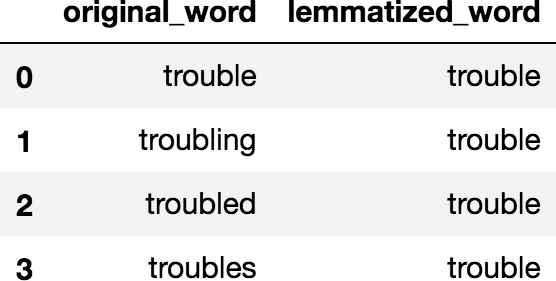 original_word lemmatized_word
0 trouble trouble
1 troubling trouble
2 troubled trouble
3 troubles trouble